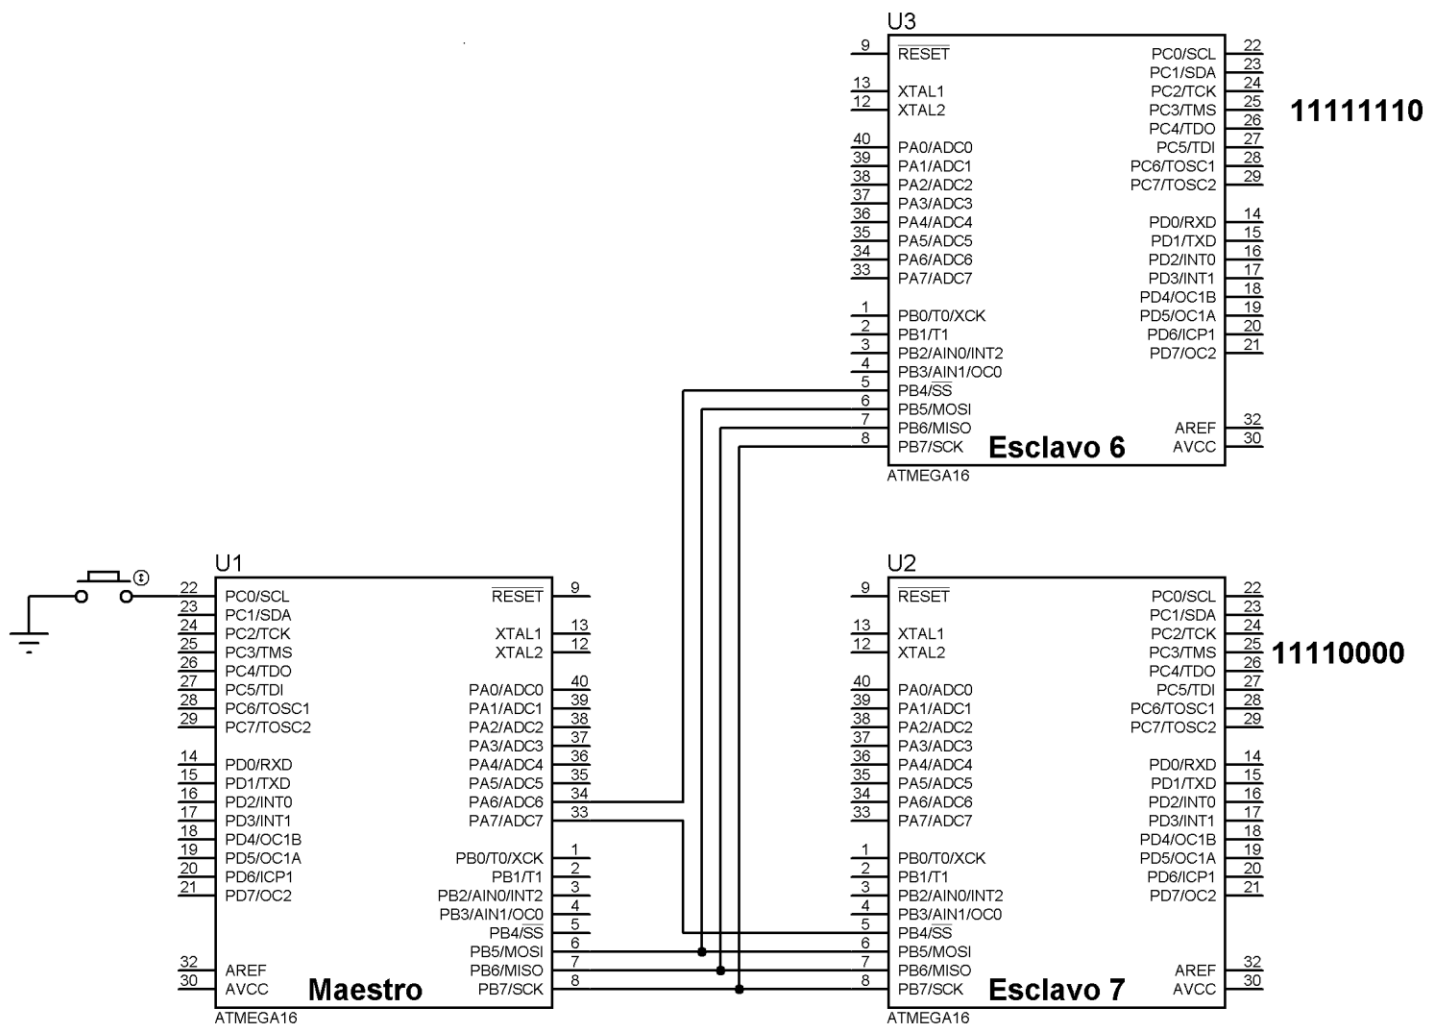 U3
9 RESET
13 XTAL1
12 XTAL2
40 PA0/ADC0
39 PA1/ADC1
38 PA2/ADC2
37 PA3/ADC3
36 PA4/ADC4
35 PA5/ADC5
34 PA6/ADC6
33 PA7/ADC7
1 PB0/T0/XCK
2 PB1/T1
3 PB2/AIN0/INT2
4 PB3/AIN1/OC0
5 PB4/SS
6 PB5/MOSI
7 PB6/MISO
8 PB7/SCK
PC0/SCL 22
PC1/SDA 23
PC2/TCK 24
PC3/TMS 25
PC4/TDO 26
PC5/TDI 27
PC6/TOSC1 28
PC7/TOSC2 29
PD0/RXD 14
PD1/TXD 15
PD2/INT0 16
PD3/INT1 17
PD4/OC1B 18
PD5/OC1A 19
PD6/ICP1 20
PD7/OC2 21
AREF 32
AVCC 30
Esclavo 6
ATMEGA16
11111110
U1
22 PC0/SCL
23 PC1/SDA
24 PC2/TCK
25 PC3/TMS
26 PC4/TDO
27 PC5/TDI
28 PC6/TOSC1
29 PC7/TOSC2
14 PD0/RXD
15 PD1/TXD
16 PD2/INT0
17 PD3/INT1
18 PD4/OC1B
19 PD5/OC1A
20 PD6/ICP1
21 PD7/OC2
32 AREF
30 AVCC
RESET 9
XTAL1 13
XTAL2 12
PA0/ADC0 40
PA1/ADC1 39
PA2/ADC2 38
PA3/ADC3 37
PA4/ADC4 36
PA5/ADC5 35
PA6/ADC6 34
PA7/ADC7 33
PB0/T0/XCK 1
PB1/T1 2
PB2/AIN0/INT2 3
PB3/AIN1/OC0 4
PB4/SS 5
PB5/MOSI 6
PB6/MISO 7
PB7/SCK 8
Maestro
ATMEGA16
U2
9 RESET
13 XTAL1
12 XTAL2
40 PA0/ADC0
39 PA1/ADC1
38 PA2/ADC2
37 PA3/ADC3
36 PA4/ADC4
35 PA5/ADC5
34 PA6/ADC6
33 PA7/ADC7
1 PB0/T0/XCK
2 PB1/T1
3 PB2/AIN0/INT2
4 PB3/AIN1/OC0
5 PB4/SS
6 PB5/MOSI
7 PB6/MISO
8 PB7/SCK
PC0/SCL 22
PC1/SDA 23
PC2/TCK 24
PC3/TMS 25
PC4/TDO 26
PC5/TDI 27
PC6/TOSC1 28
PC7/TOSC2 29
PD0/RXD 14
PD1/TXD 15
PD2/INT0 16
PD3/INT1 17
PD4/OC1B 18
PD5/OC1A 19
PD6/ICP1 20
PD7/OC2 21
AREF 32
AVCC 30
Esclavo 7
ATMEGA16
11110000